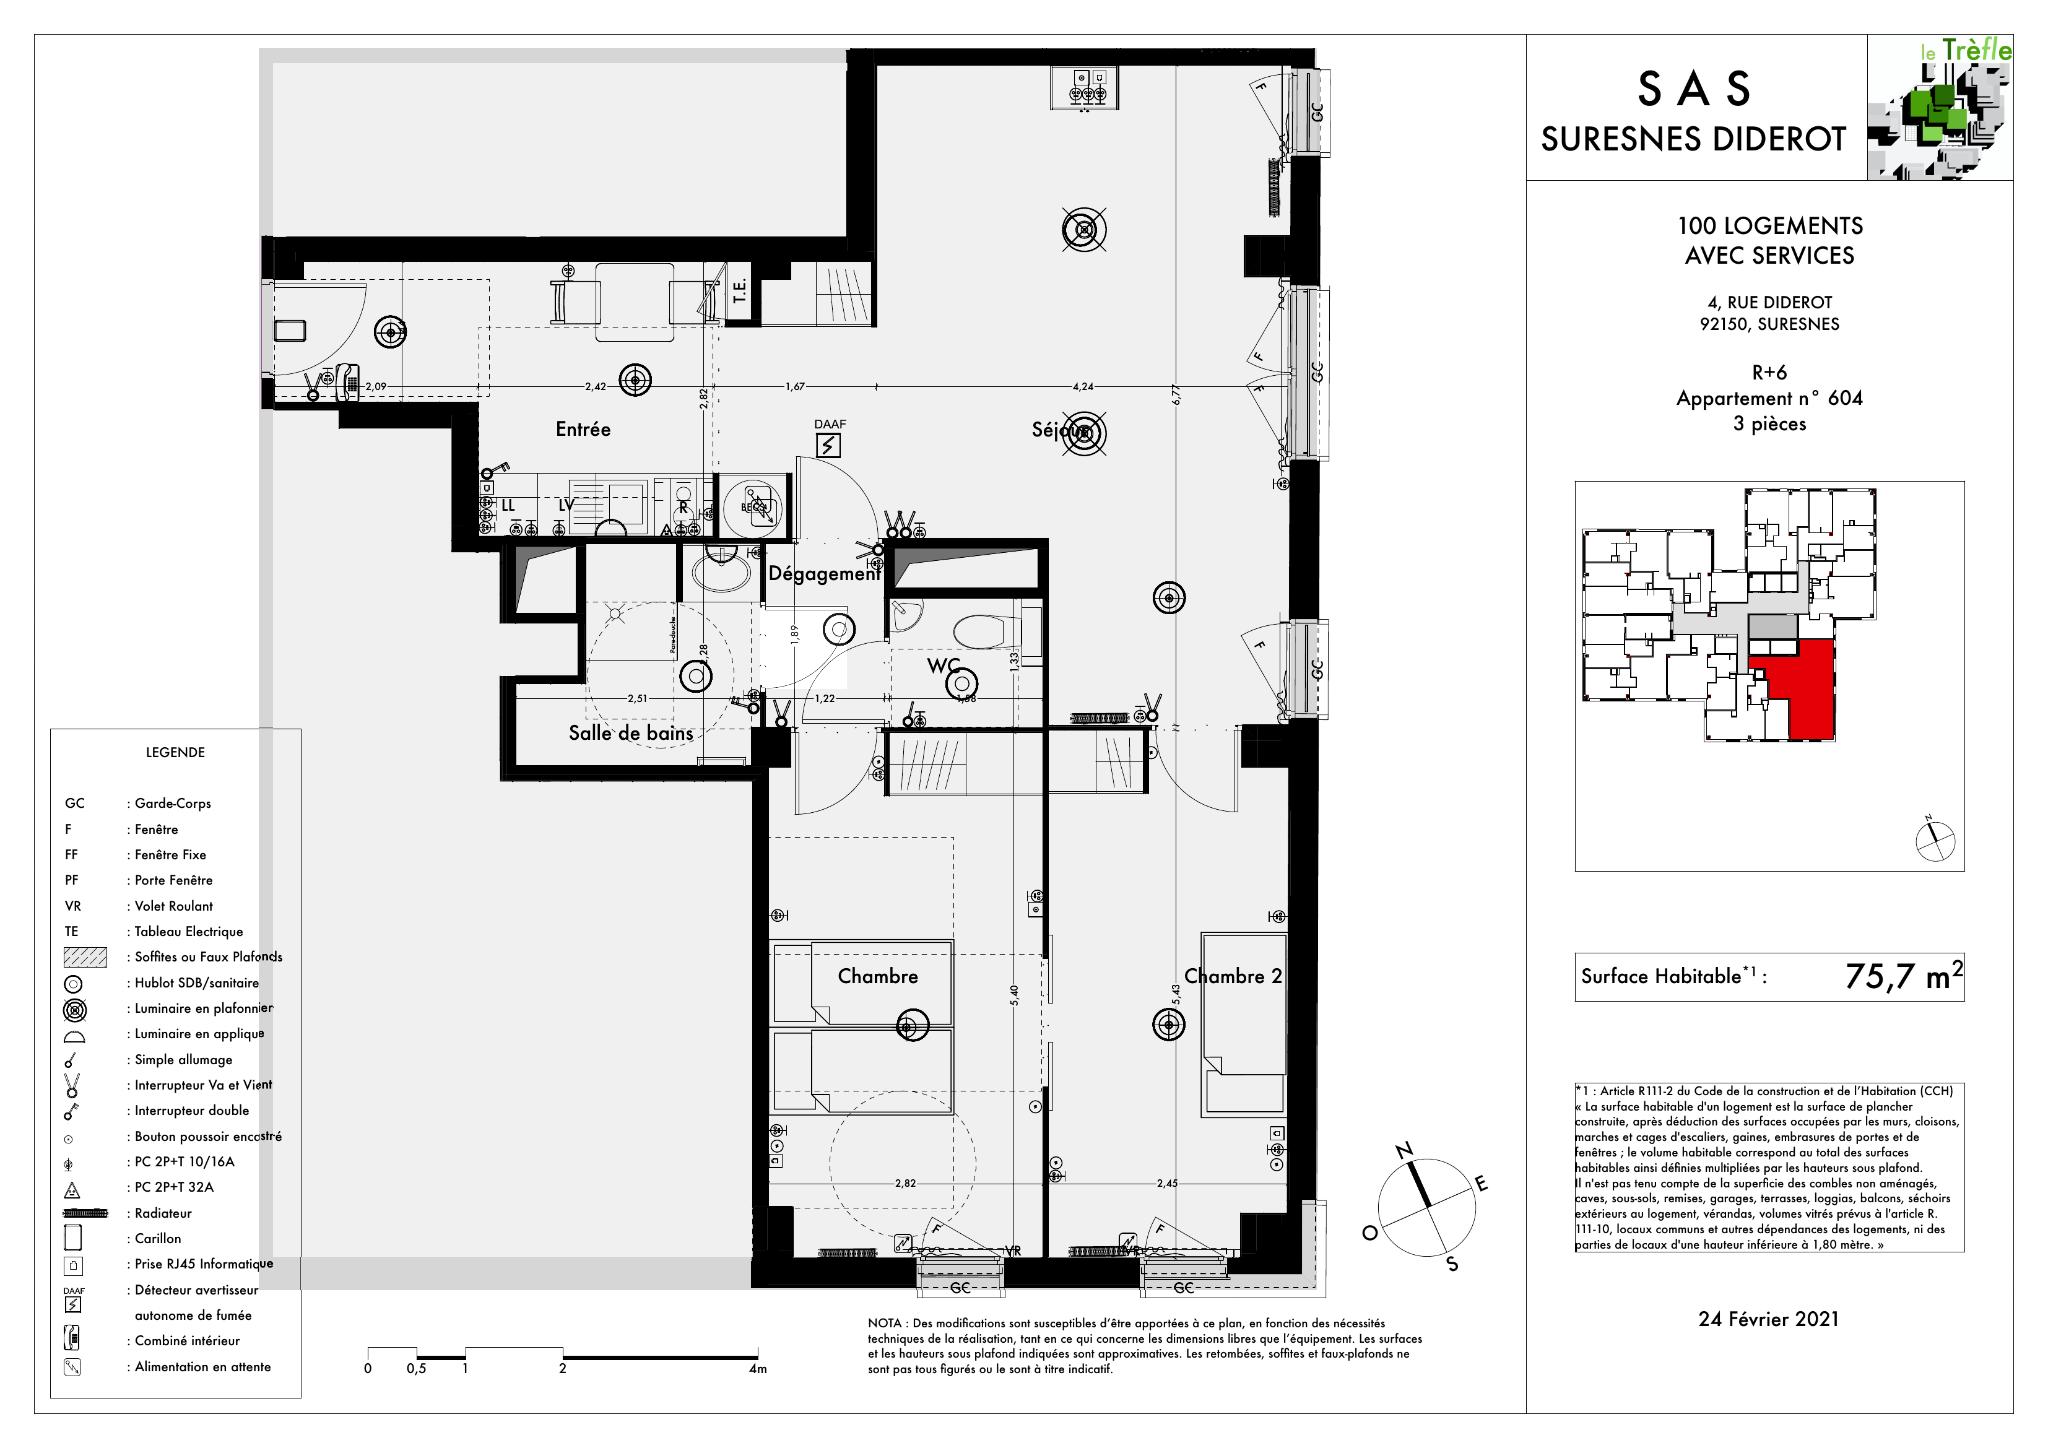 le Trèfle
SAS
SURESNES DIDEROT
100 LOGEMENTS
AVEC SERVICES
4, RUE DIDEROT
92150, SURESNES
R+6
Appartement n° 604
3 pièces
N
Surface Habitable*1 : 75,7 m²
*1 : Article R111-2 du Code de la construction et de l'Habitation (CCH)
« La surface habitable d'un logement est la surface de plancher
construite, après déduction des surfaces occupées par les murs, cloisons,
marches et cages d'escaliers, gaines, embrasures de portes et de
fenêtres ; le volume habitable correspond au total des surfaces
habitables ainsi définies multipliées par les hauteurs sous plafond.
Il n'est pas tenu compte de la superficie des combles non aménagés,
caves, sous-sols, remises, garages, terrasses, loggias, balcons, séchoirs
extérieurs au logement, vérandas, volumes vitrés prévus à l'article R.
111-10, locaux communs et autres dépendances des logements, ni des
parties de locaux d'une hauteur inférieure à 1,80 mètre. »
24 Février 2021
F
GC
T.E.
2,09
2,42
1,67
4,24
2,82
6,77
F
GC
F
Entrée
DAAF
Séjour
LL
LV
R
Dégagement
Pare-douche
2,28
1,89
WC
1,33
F
GC
2,51
1,22
1,58
Salle de bains
Chambre
Chambre 2
5,40
5,43
2,82
2,45
F
VR
F
VR
GC
GC
N
E
O
S
LEGENDE
GC : Garde-Corps
F : Fenêtre
FF : Fenêtre Fixe
PF : Porte Fenêtre
VR : Volet Roulant
TE : Tableau Electrique
: Soffites ou Faux Plafonds
: Hublot SDB/sanitaire
: Luminaire en plafonnier
: Luminaire en applique
: Simple allumage
: Interrupteur Va et Vient
: Interrupteur double
: Bouton poussoir encastré
: PC 2P+T 10/16A
: PC 2P+T 32A
: Radiateur
: Carillon
: Prise RJ45 Informatique
DAAF : Détecteur avertisseur
autonome de fumée
: Combiné intérieur
: Alimentation en attente
0 0,5 1 2 4m
NOTA : Des modifications sont susceptibles d'être apportées à ce plan, en fonction des nécessités
techniques de la réalisation, tant en ce qui concerne les dimensions libres que l'équipement. Les surfaces
et les hauteurs sous plafond indiquées sont approximatives. Les retombées, soffites et faux-plafonds ne
sont pas tous figurés ou le sont à titre indicatif.